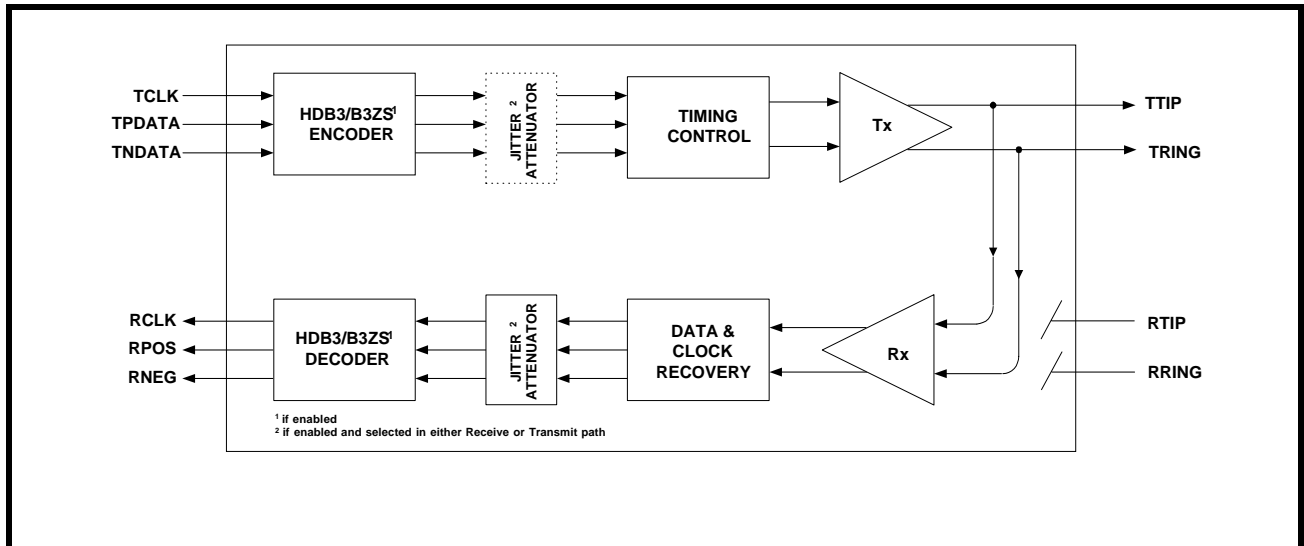 TCLK
TPDATA
TNDATA
HDB3/B3ZS1
ENCODER
JITTER 2
ATTENUATOR
TIMING
CONTROL
Tx
TTIP
TRING
RCLK
RPOS
RNEG
HDB3/B3ZS1
DECODER
JITTER 2
ATTENUATOR
DATA &
CLOCK
RECOVERY
Rx
RTIP
RRING
1 if enabled
2 if enabled and selected in either Receive or Transmit path